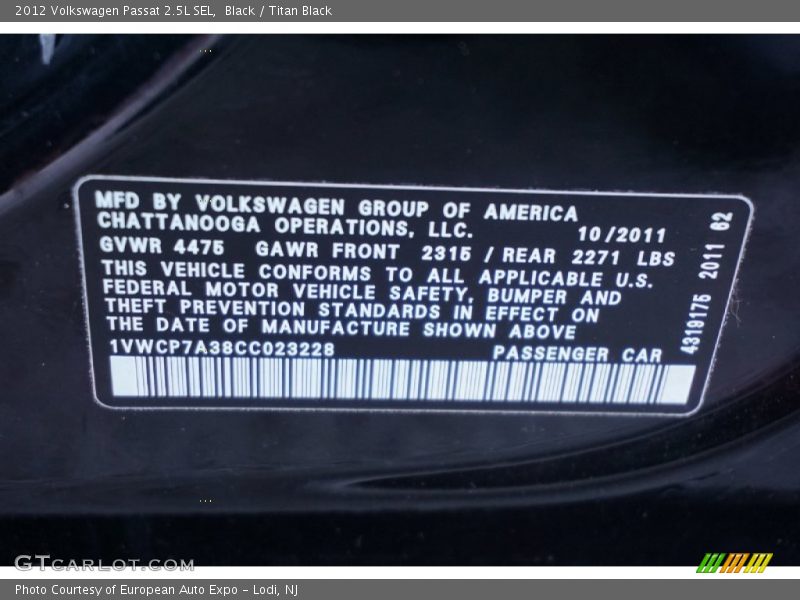 2012 Volkswagen Passat 2.5L SEL, Black / Titan Black
MFD BY VOLKSWAGEN GROUP OF AMERICA
CHATTANOOGA OPERATIONS, LLC. 10/2011
GVWR 4475 GAWR FRONT 2315 / REAR 2271 LBS
THIS VEHICLE CONFORMS TO ALL APPLICABLE U.S.
FEDERAL MOTOR VEHICLE SAFETY, BUMPER AND
THEFT PREVENTION STANDARDS IN EFFECT ON
THE DATE OF MANUFACTURE SHOWN ABOVE
1VWCP7A38CC023228 PASSENGER CAR
4319176 2011 62
GTCARLOT.COM
Photo Courtesy of European Auto Expo - Lodi, NJ